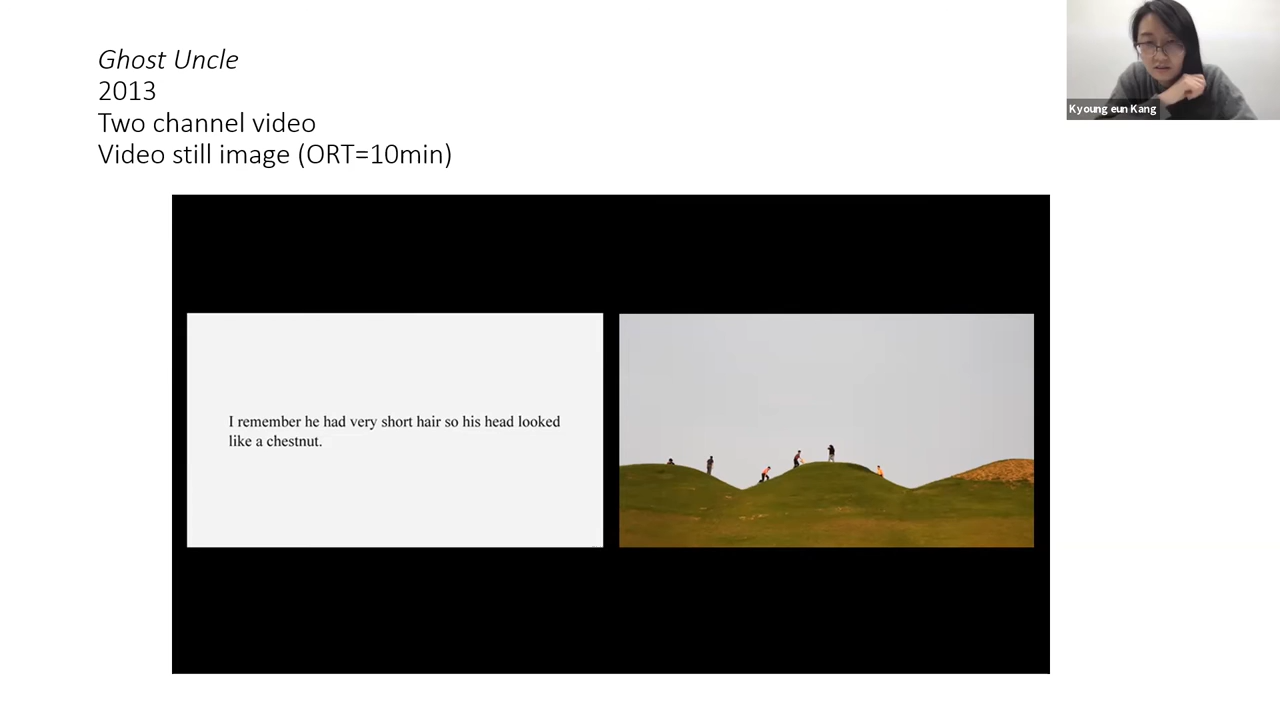 Ghost Uncle
2013
Two channel video
Video still image (ORT=10min)
Kyoung eun Kang
I remember he had very short hair so his head looked
like a chestnut.